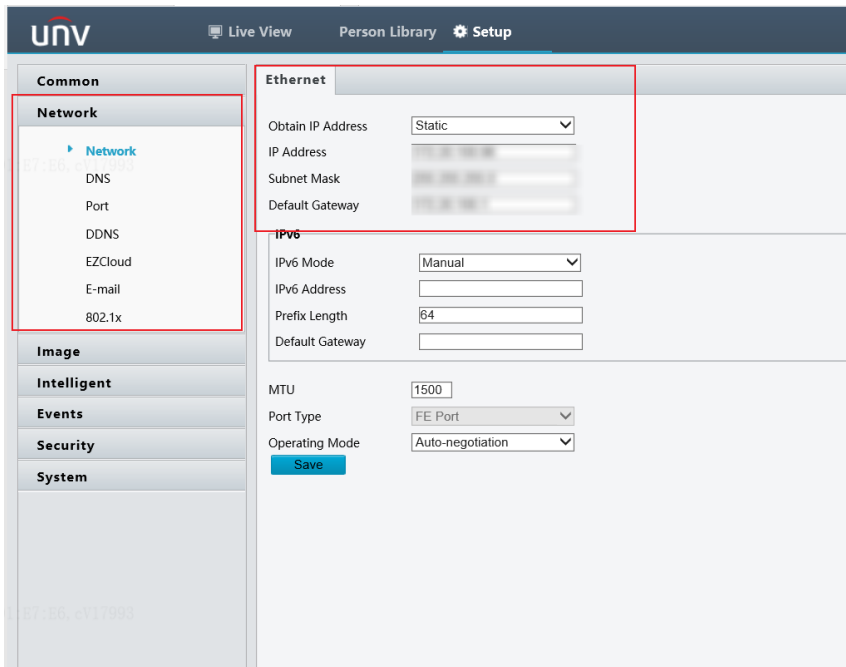 unv
Live View Person Library Setup
Common
Network
Network
DNS
Port
DDNS
EZCloud
E-mail
802.1x
Image
Intelligent
Events
Security
System
Ethernet
Obtain IP Address Static
IP Address
Subnet Mask
Default Gateway
IPv6
IPv6 Mode Manual
IPv6 Address
Prefix Length 64
Default Gateway
MTU 1500
Port Type FE Port
Operating Mode Auto-negotiation
Save